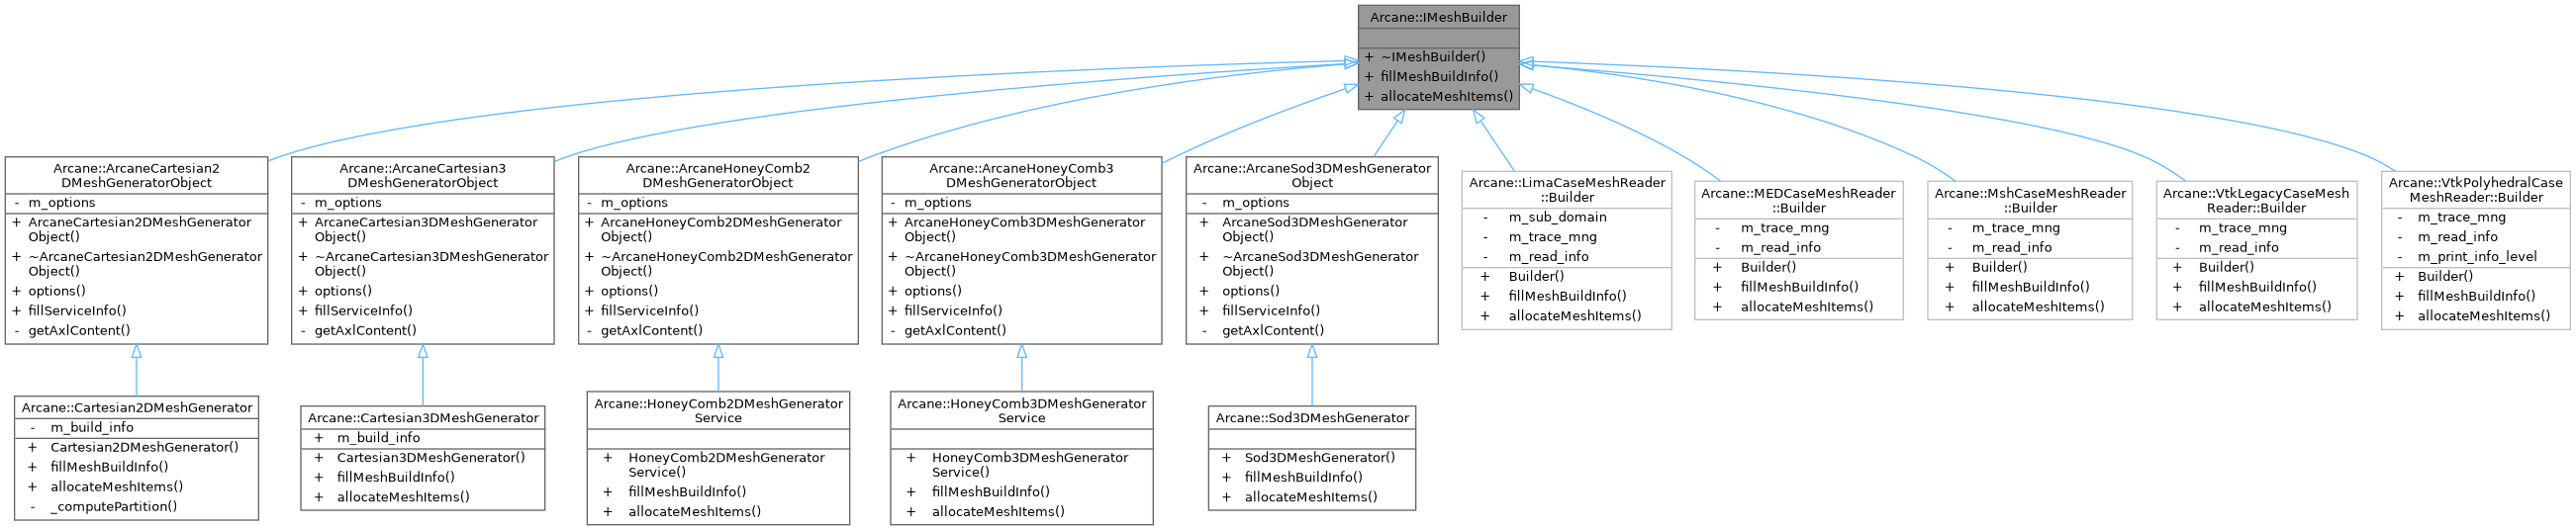 Arcane::IMeshBuilder
+ ~IMeshBuilder()
+ fillMeshBuildInfo()
+ allocateMeshItems()
Arcane::ArcaneCartesian2
DMeshGeneratorObject
- m_options
+ ArcaneCartesian2DMeshGenerator
Object()
+ ~ArcaneCartesian2DMeshGenerator
Object()
+ options()
+ fillServiceInfo()
- getAxlContent()
Arcane::ArcaneCartesian3
DMeshGeneratorObject
- m_options
+ ArcaneCartesian3DMeshGenerator
Object()
+ ~ArcaneCartesian3DMeshGenerator
Object()
+ options()
+ fillServiceInfo()
- getAxlContent()
Arcane::ArcaneHoneyComb2
DMeshGeneratorObject
- m_options
+ ArcaneHoneyComb2DMeshGenerator
Object()
+ ~ArcaneHoneyComb2DMeshGenerator
Object()
+ options()
+ fillServiceInfo()
- getAxlContent()
Arcane::ArcaneHoneyComb3
DMeshGeneratorObject
- m_options
+ ArcaneHoneyComb3DMeshGenerator
Object()
+ ~ArcaneHoneyComb3DMeshGenerator
Object()
+ options()
+ fillServiceInfo()
- getAxlContent()
Arcane::ArcaneSod3DMeshGenerator
Object
- m_options
+ ArcaneSod3DMeshGenerator
Object()
+ ~ArcaneSod3DMeshGenerator
Object()
+ options()
+ fillServiceInfo()
- getAxlContent()
Arcane::LimaCaseMeshReader
::Builder
- m_sub_domain
- m_trace_mng
- m_read_info
+ Builder()
+ fillMeshBuildInfo()
+ allocateMeshItems()
Arcane::MEDCaseMeshReader
::Builder
- m_trace_mng
- m_read_info
+ Builder()
+ fillMeshBuildInfo()
+ allocateMeshItems()
Arcane::MshCaseMeshReader
::Builder
- m_trace_mng
- m_read_info
+ Builder()
+ fillMeshBuildInfo()
+ allocateMeshItems()
Arcane::VtkLegacyCaseMesh
Reader::Builder
- m_trace_mng
- m_read_info
+ Builder()
+ fillMeshBuildInfo()
+ allocateMeshItems()
Arcane::VtkPolyhedralCase
MeshReader::Builder
- m_trace_mng
- m_read_info
- m_print_info_level
+ Builder()
+ fillMeshBuildInfo()
+ allocateMeshItems()
Arcane::Cartesian2DMeshGenerator
- m_build_info
+ Cartesian2DMeshGenerator()
+ fillMeshBuildInfo()
+ allocateMeshItems()
- _computePartition()
Arcane::Cartesian3DMeshGenerator
+ m_build_info
+ Cartesian3DMeshGenerator()
+ fillMeshBuildInfo()
+ allocateMeshItems()
Arcane::HoneyComb2DMeshGenerator
Service
+ HoneyComb2DMeshGenerator
Service()
+ fillMeshBuildInfo()
+ allocateMeshItems()
Arcane::HoneyComb3DMeshGenerator
Service
+ HoneyComb3DMeshGenerator
Service()
+ fillMeshBuildInfo()
+ allocateMeshItems()
Arcane::Sod3DMeshGenerator
+ Sod3DMeshGenerator()
+ fillMeshBuildInfo()
+ allocateMeshItems()